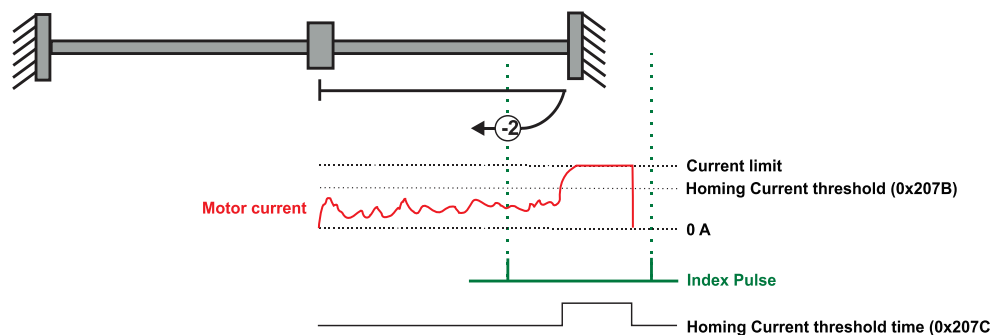 -2
Current limit
Homing Current threshold (0x207B)
Motor current
0 A
Index Pulse
Homing Current threshold time (0x207C